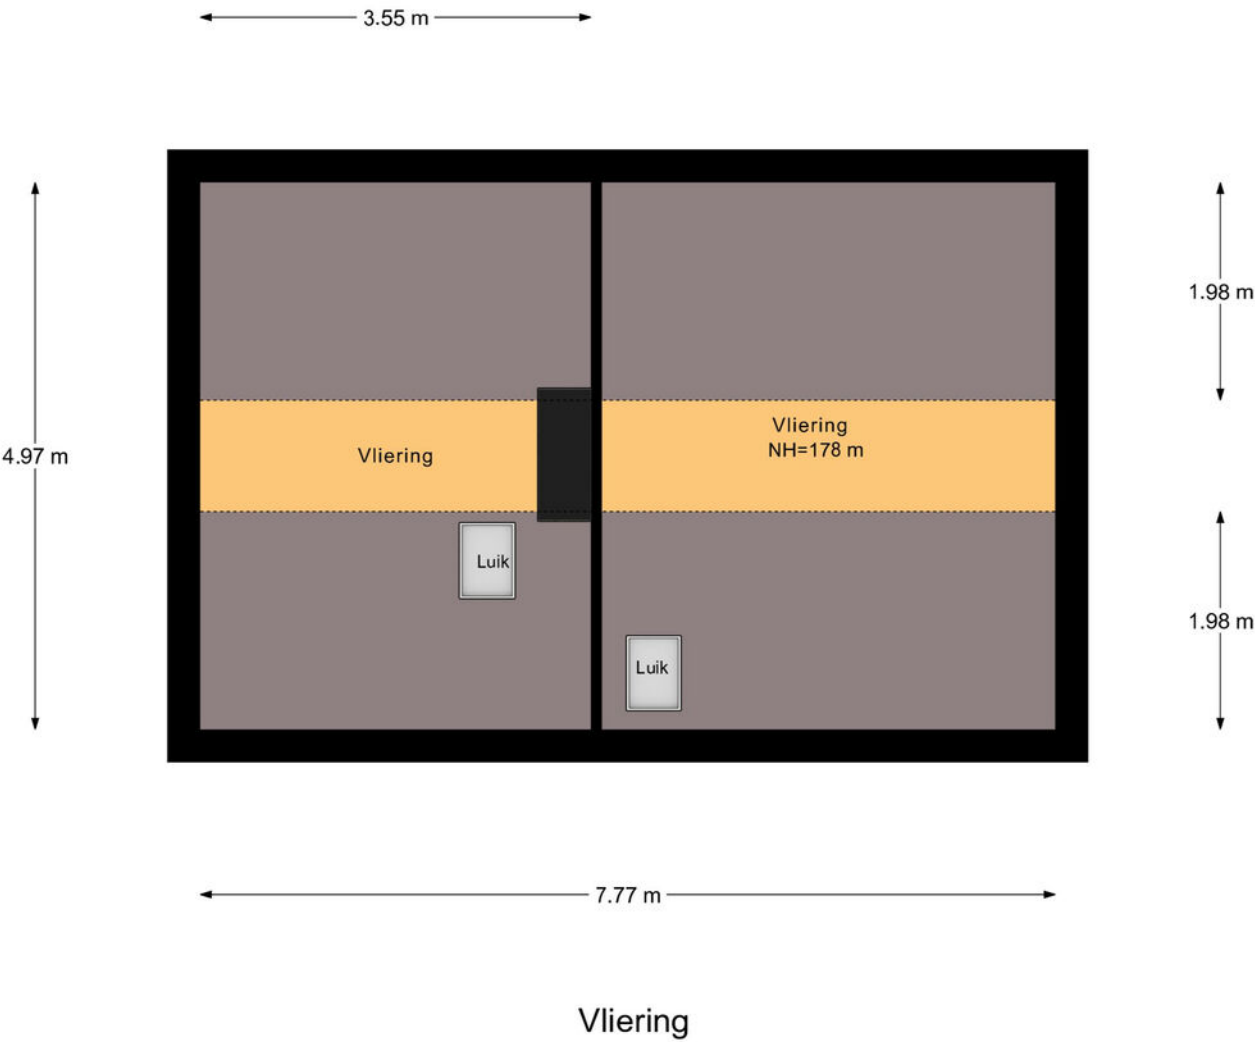 3.55 m
1.98 m
Vliering
NH=178 m
4.97 m
Vliering
Luik
1.98 m
Luik
7.77 m
Vliering